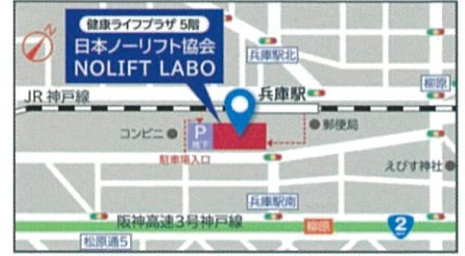 健康ライフプラザ 5階
日本ノーリフト協会
NOLIFT LABO
Z
兵庫駅北
柳原
JR 神戸線
兵庫駅
コンビニ
P
地下
郵便局
駐車場入口
えびす神社
兵庫駅南
阪神高速3号神戸線
柳原
2
松原通5